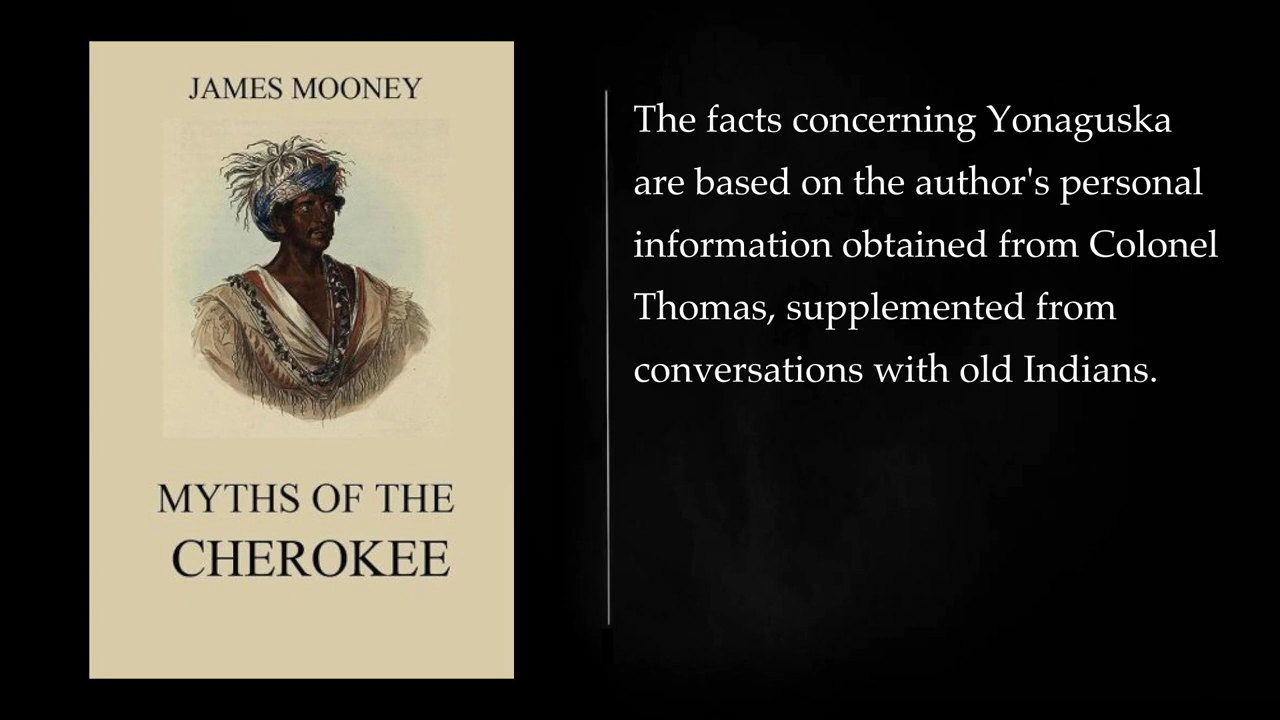 JAMES MOONEY
MYTHS OF THE
CHEROKEE
The facts concerning Yonaguska
are based on the author's personal
information obtained from Colonel
Thomas, supplemented from
conversations with old Indians.